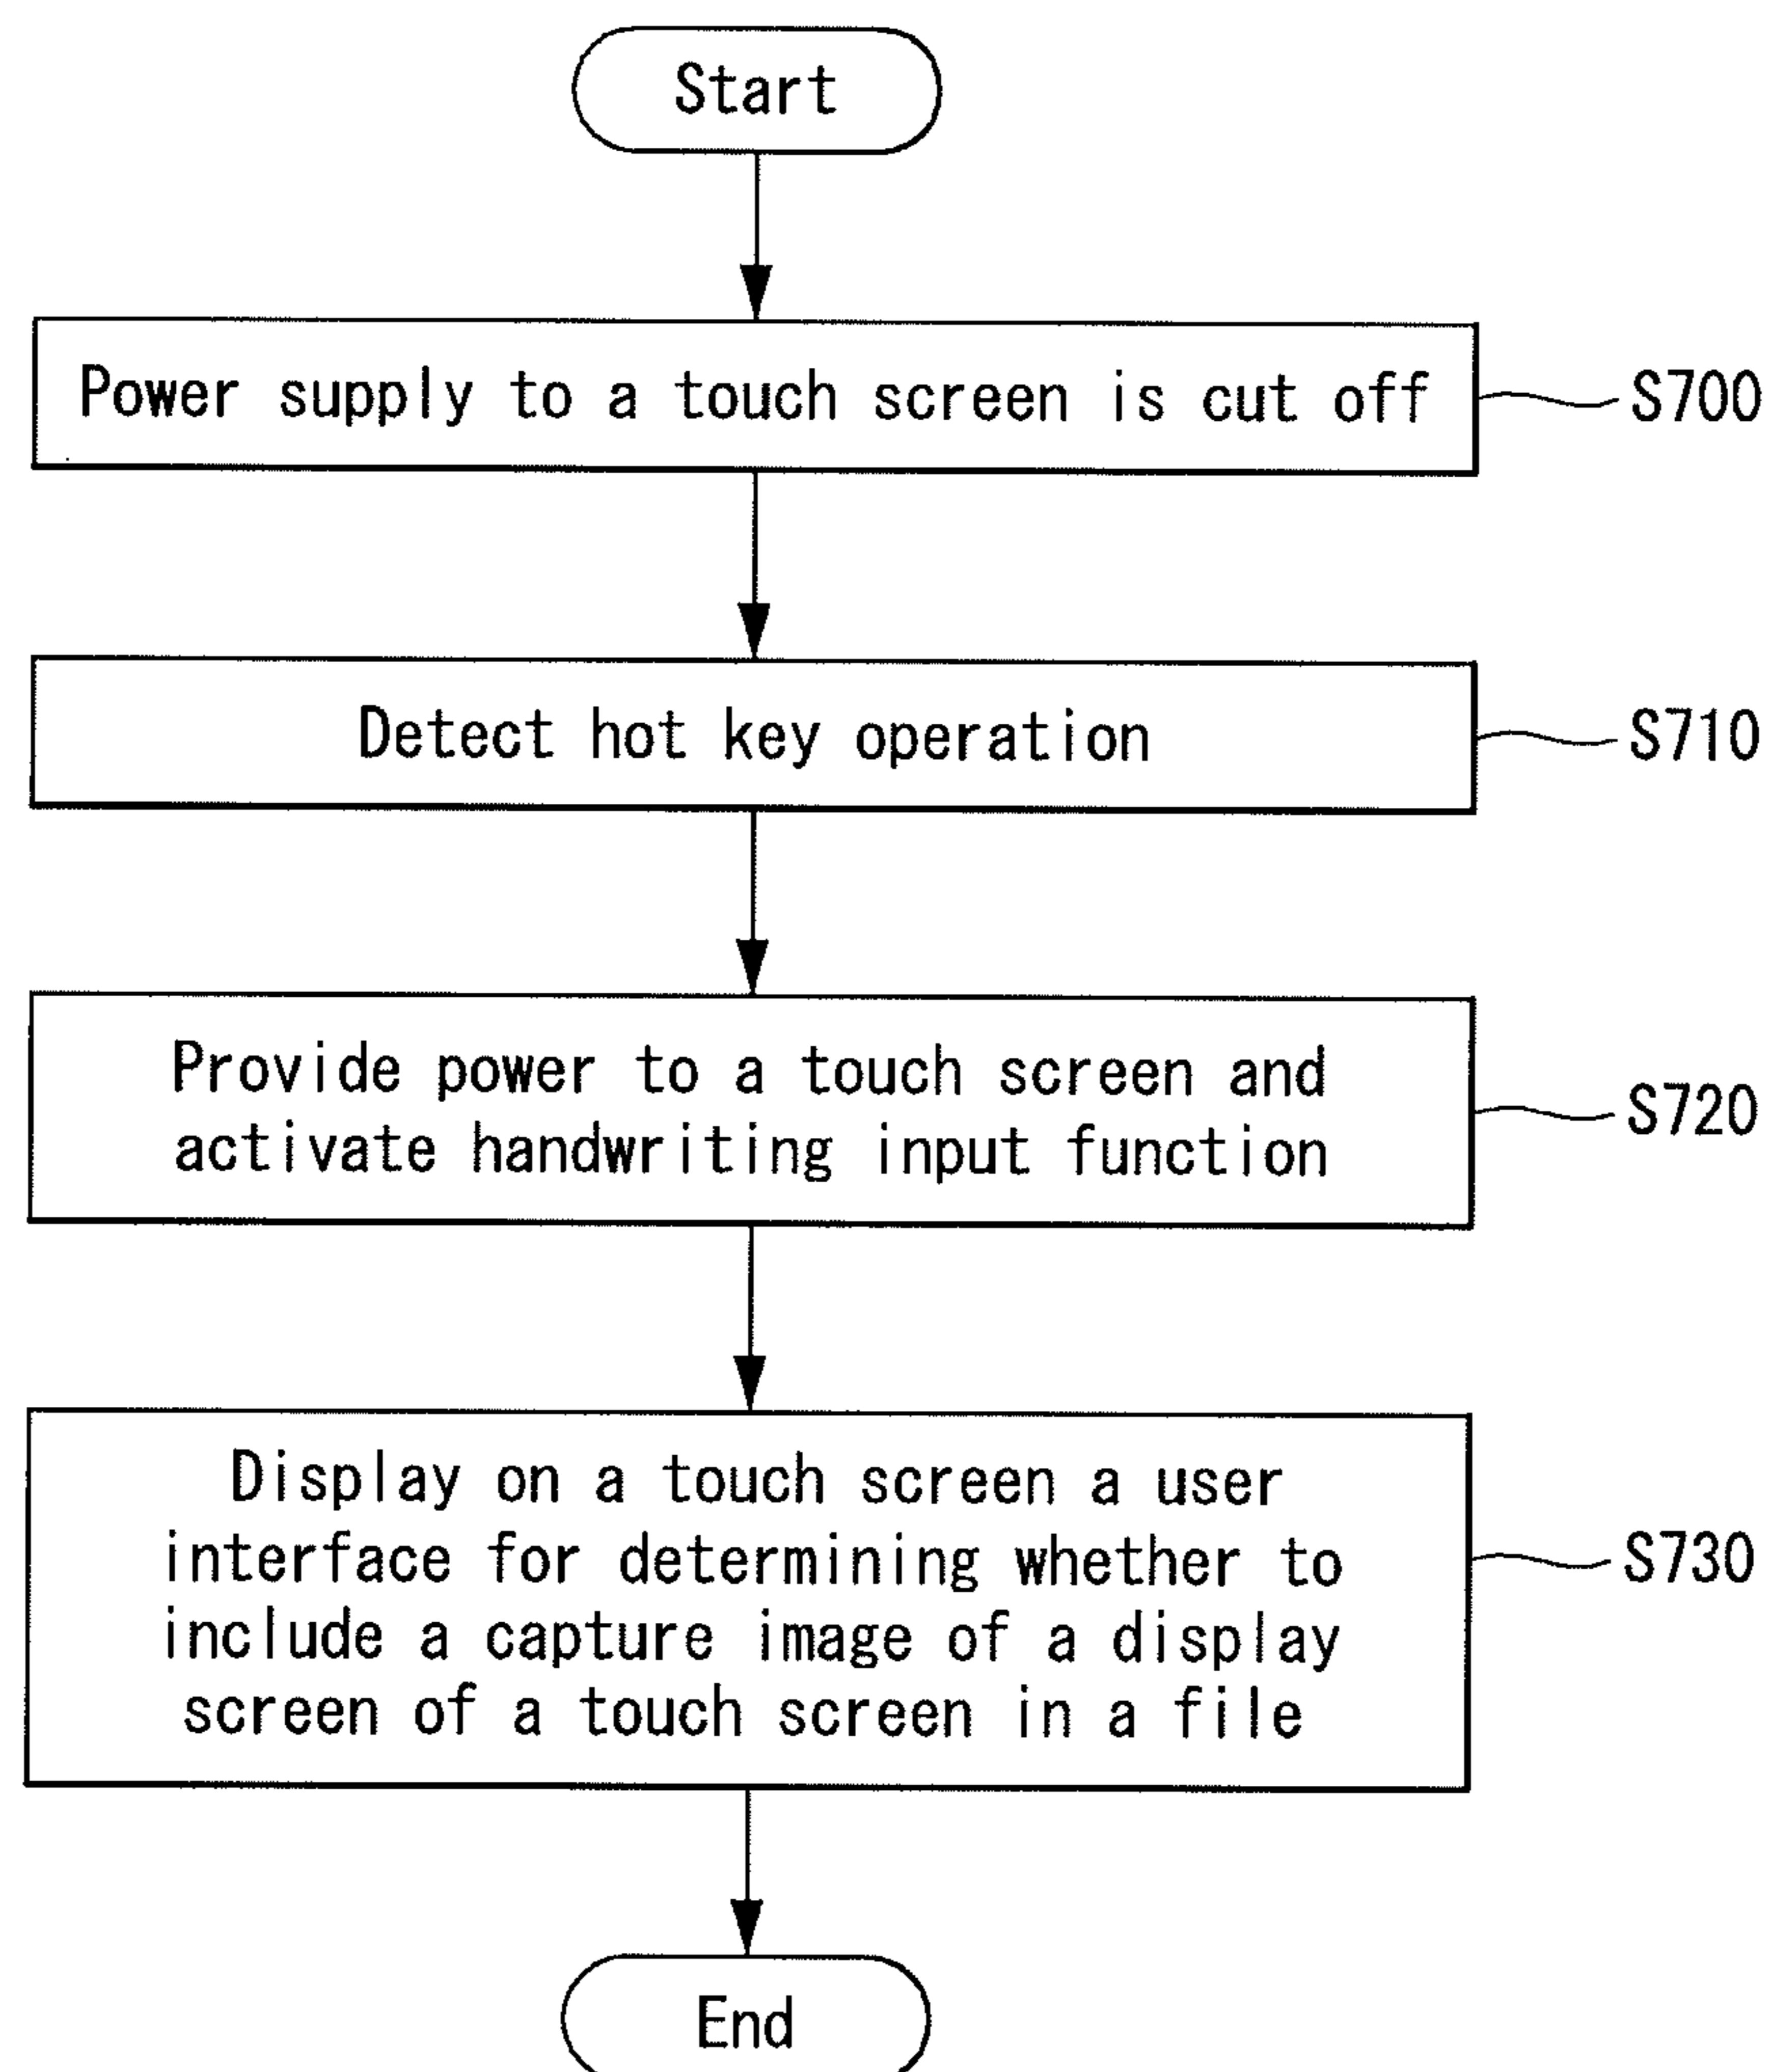 Start
Power supply to a touch screen is cut off
S700
Detect hot key operation
S710
Provide power to a touch screen and
activate handwriting input function
S720
Display on a touch screen a user
interface for determining whether to
include a capture image of a display
screen of a touch screen in a file
S730
End